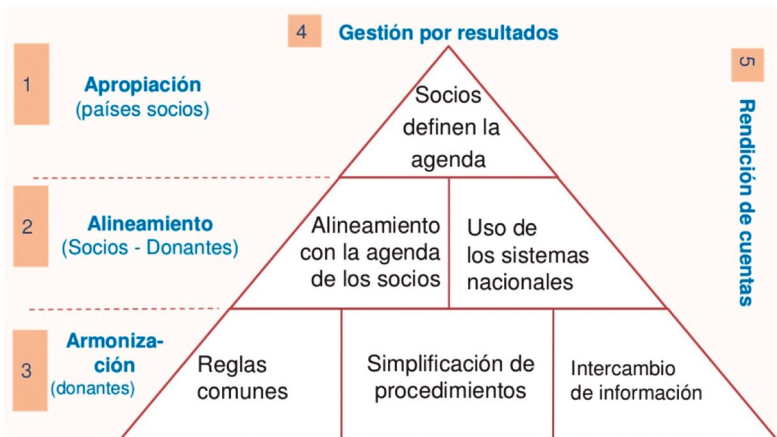 4
Gestión por resultados
1
Apropiación
(países socios)
Socios
definen la
agenda
5
Rendición de cuentas
2
Alineamiento
(Socios - Donantes)
Alineamiento
con la agenda
de los socios
Uso de
los sistemas
nacionales
3
Armoniza-
ción
(donantes)
Reglas
comunes
Simplificación de
procedimientos
Intercambio
de información